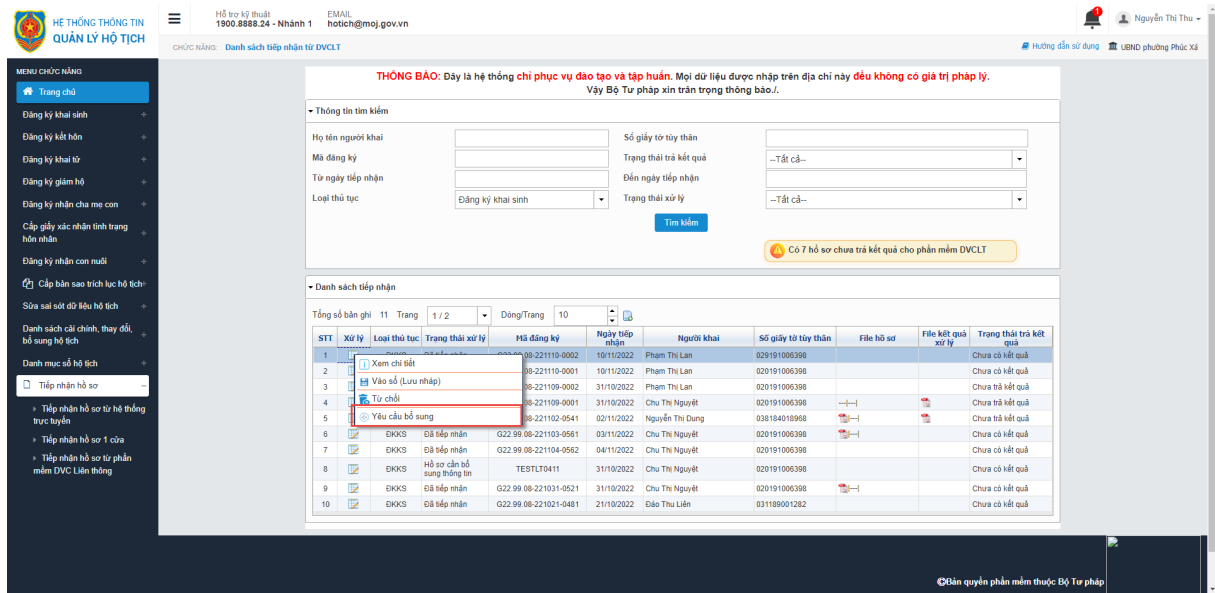 HỆ THỐNG THÔNG TIN
QUẢN LÝ HỘ TỊCH
Hỗ trợ kỹ thuật
1900.8888.24 - Nhánh 1
EMAIL
hotich@moj.gov.vn
1
Nguyễn Thị Thu
CHỨC NĂNG: Danh sách tiếp nhận từ DVCLT
Hướng dẫn sử dụng
UBND phường Phúc Xá
MENU CHỨC NĂNG
Trang chủ
Đăng ký khai sinh
Đăng ký kết hôn
Đăng ký khai tử
Đăng ký giám hộ
Đăng ký nhận cha mẹ con
Cấp giấy xác nhận tình trạng
hôn nhân
Đăng ký nhận con nuôi
Cấp bản sao trích lục hộ tịch
Sửa sai sót dữ liệu hộ tịch
Danh sách cải chính, thay đổi,
bổ sung hộ tịch
Danh mục sổ hộ tịch
Tiếp nhận hồ sơ
Tiếp nhận hồ sơ từ hệ thống
trực tuyến
Tiếp nhận hồ sơ 1 cửa
Tiếp nhận hồ sơ từ phần
mềm DVC Liên thông
THÔNG BÁO: Đây là hệ thống chỉ phục vụ đào tạo và tập huấn. Mọi dữ liệu được nhập trên địa chỉ này đều không có giá trị pháp lý.
Vậy Bộ Tư pháp xin trân trọng thông báo./.
Thông tin tìm kiếm
Họ tên người khai
Số giấy tờ tùy thân
Mã đăng ký
Trạng thái trả kết quả --Tất cả--
Từ ngày tiếp nhận
Đến ngày tiếp nhận
Loại thủ tục Đăng ký khai sinh
Trạng thái xử lý --Tất cả--
Tìm kiếm
Có 7 hồ sơ chưa trả kết quả cho phần mềm DVCLT
Danh sách tiếp nhận
Tổng số bản ghi 11 Trang 1 / 2 Dòng/Trang 10
STT Xử lý Loại thủ tục Trạng thái xử lý Mã đăng ký Ngày tiếp nhận Người khai Số giấy tờ tùy thân File hồ sơ File kết quả xử lý Trạng thái trả kết quả
1 ĐKKS Đã tiếp nhận G22.99.08-221110-0002 10/11/2022 Pham Thị Lan 029191006398 Chưa có kết quả
2 08-221110-0001 10/11/2022 Pham Thị Lan 020191006398 Chưa có kết quả
3 08-221109-0002 31/10/2022 Pham Thị Lan 020191006398 Chưa trả kết quả
4 08-221109-0001 31/10/2022 Chu Thị Nguyệt 020191006398 ---|---| Chưa trả kết quả
5 08-221102-0541 02/11/2022 Nguyễn Thị Dung 038184018968 ---| Chưa trả kết quả
6 ĐKKS Đã tiếp nhận G22.99.08-221103-0561 03/11/2022 Chu Thị Nguyệt 020191006398 ---| Chưa có kết quả
7 ĐKKS Đã tiếp nhận G22.99.08-221104-0562 04/11/2022 Chu Thị Nguyệt 020191006398 Chưa có kết quả
8 ĐKKS Hồ sơ cần bổ sung thông tin TESTLT0411 31/10/2022 Chu Thị Nguyệt 020191006398 Chưa có kết quả
9 ĐKKS Đã tiếp nhận G22.99.08-221031-0521 31/10/2022 Chu Thị Nguyệt 020191006398 ---| Chưa có kết quả
10 ĐKKS Đã tiếp nhận G22.99.08-221021-0481 21/10/2022 Đào Thu Liên 031189001282 Chưa có kết quả
Xem chi tiết
Vào sổ (Lưu nháp)
Từ chối
Yêu cầu bổ sung
©Bản quyền phần mềm thuộc Bộ Tư pháp